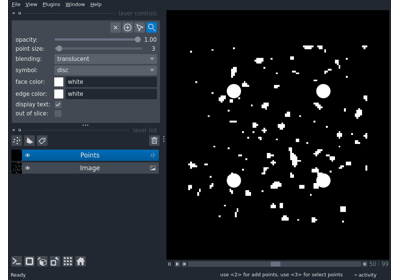 File View Plugins Window Help
layer controls
opacity: 1.00
point size: 3
blending: translucent
symbol: disc
face color: white
edge color: white
display text:
out of slice:
layer list
Points
Image
0 50 99
Ready use <2> for add points, use <3> for select points activity